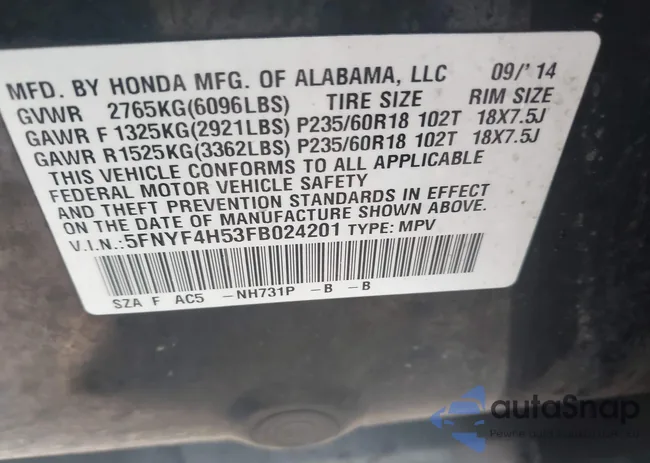 MFD. BY HONDA MFG. OF ALABAMA, LLC 09/'14
GVWR 2765KG(6096LBS) TIRE SIZE RIM SIZE
GAWR F 1325KG(2921LBS) P235/60R18 102T 18X7.5J
GAWR R1525KG(3362LBS) P235/60R18 102T 18X7.5J
THIS VEHICLE CONFORMS TO ALL APPLICABLE
FEDERAL MOTOR VEHICLE SAFETY
AND THEFT PREVENTION STANDARDS IN EFFECT
ON THE DATE OF MANUFACTURE SHOWN ABOVE.
V.I.N.:5FNYF4H53FB024201 TYPE: MPV
SZA F AC5 -NH731P -B -B
autoSnap